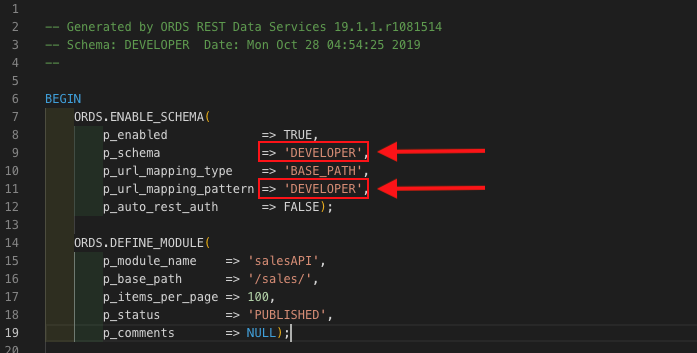 1
2 -- Generated by ORDS REST Data Services 19.1.1.r1081514
3 -- Schema: DEVELOPER  Date: Mon Oct 28 04:54:25 2019
4 --
5
6 BEGIN
7     ORDS.ENABLE_SCHEMA(
8         p_enabled             => TRUE,
9         p_schema              => 'DEVELOPER',
10         p_url_mapping_type    => 'BASE_PATH',
11         p_url_mapping_pattern => 'DEVELOPER',
12         p_auto_rest_auth      => FALSE);
13
14     ORDS.DEFINE_MODULE(
15         p_module_name    => 'salesAPI',
16         p_base_path      => '/sales/',
17         p_items_per_page => 100,
18         p_status         => 'PUBLISHED',
19         p_comments       => NULL);
20